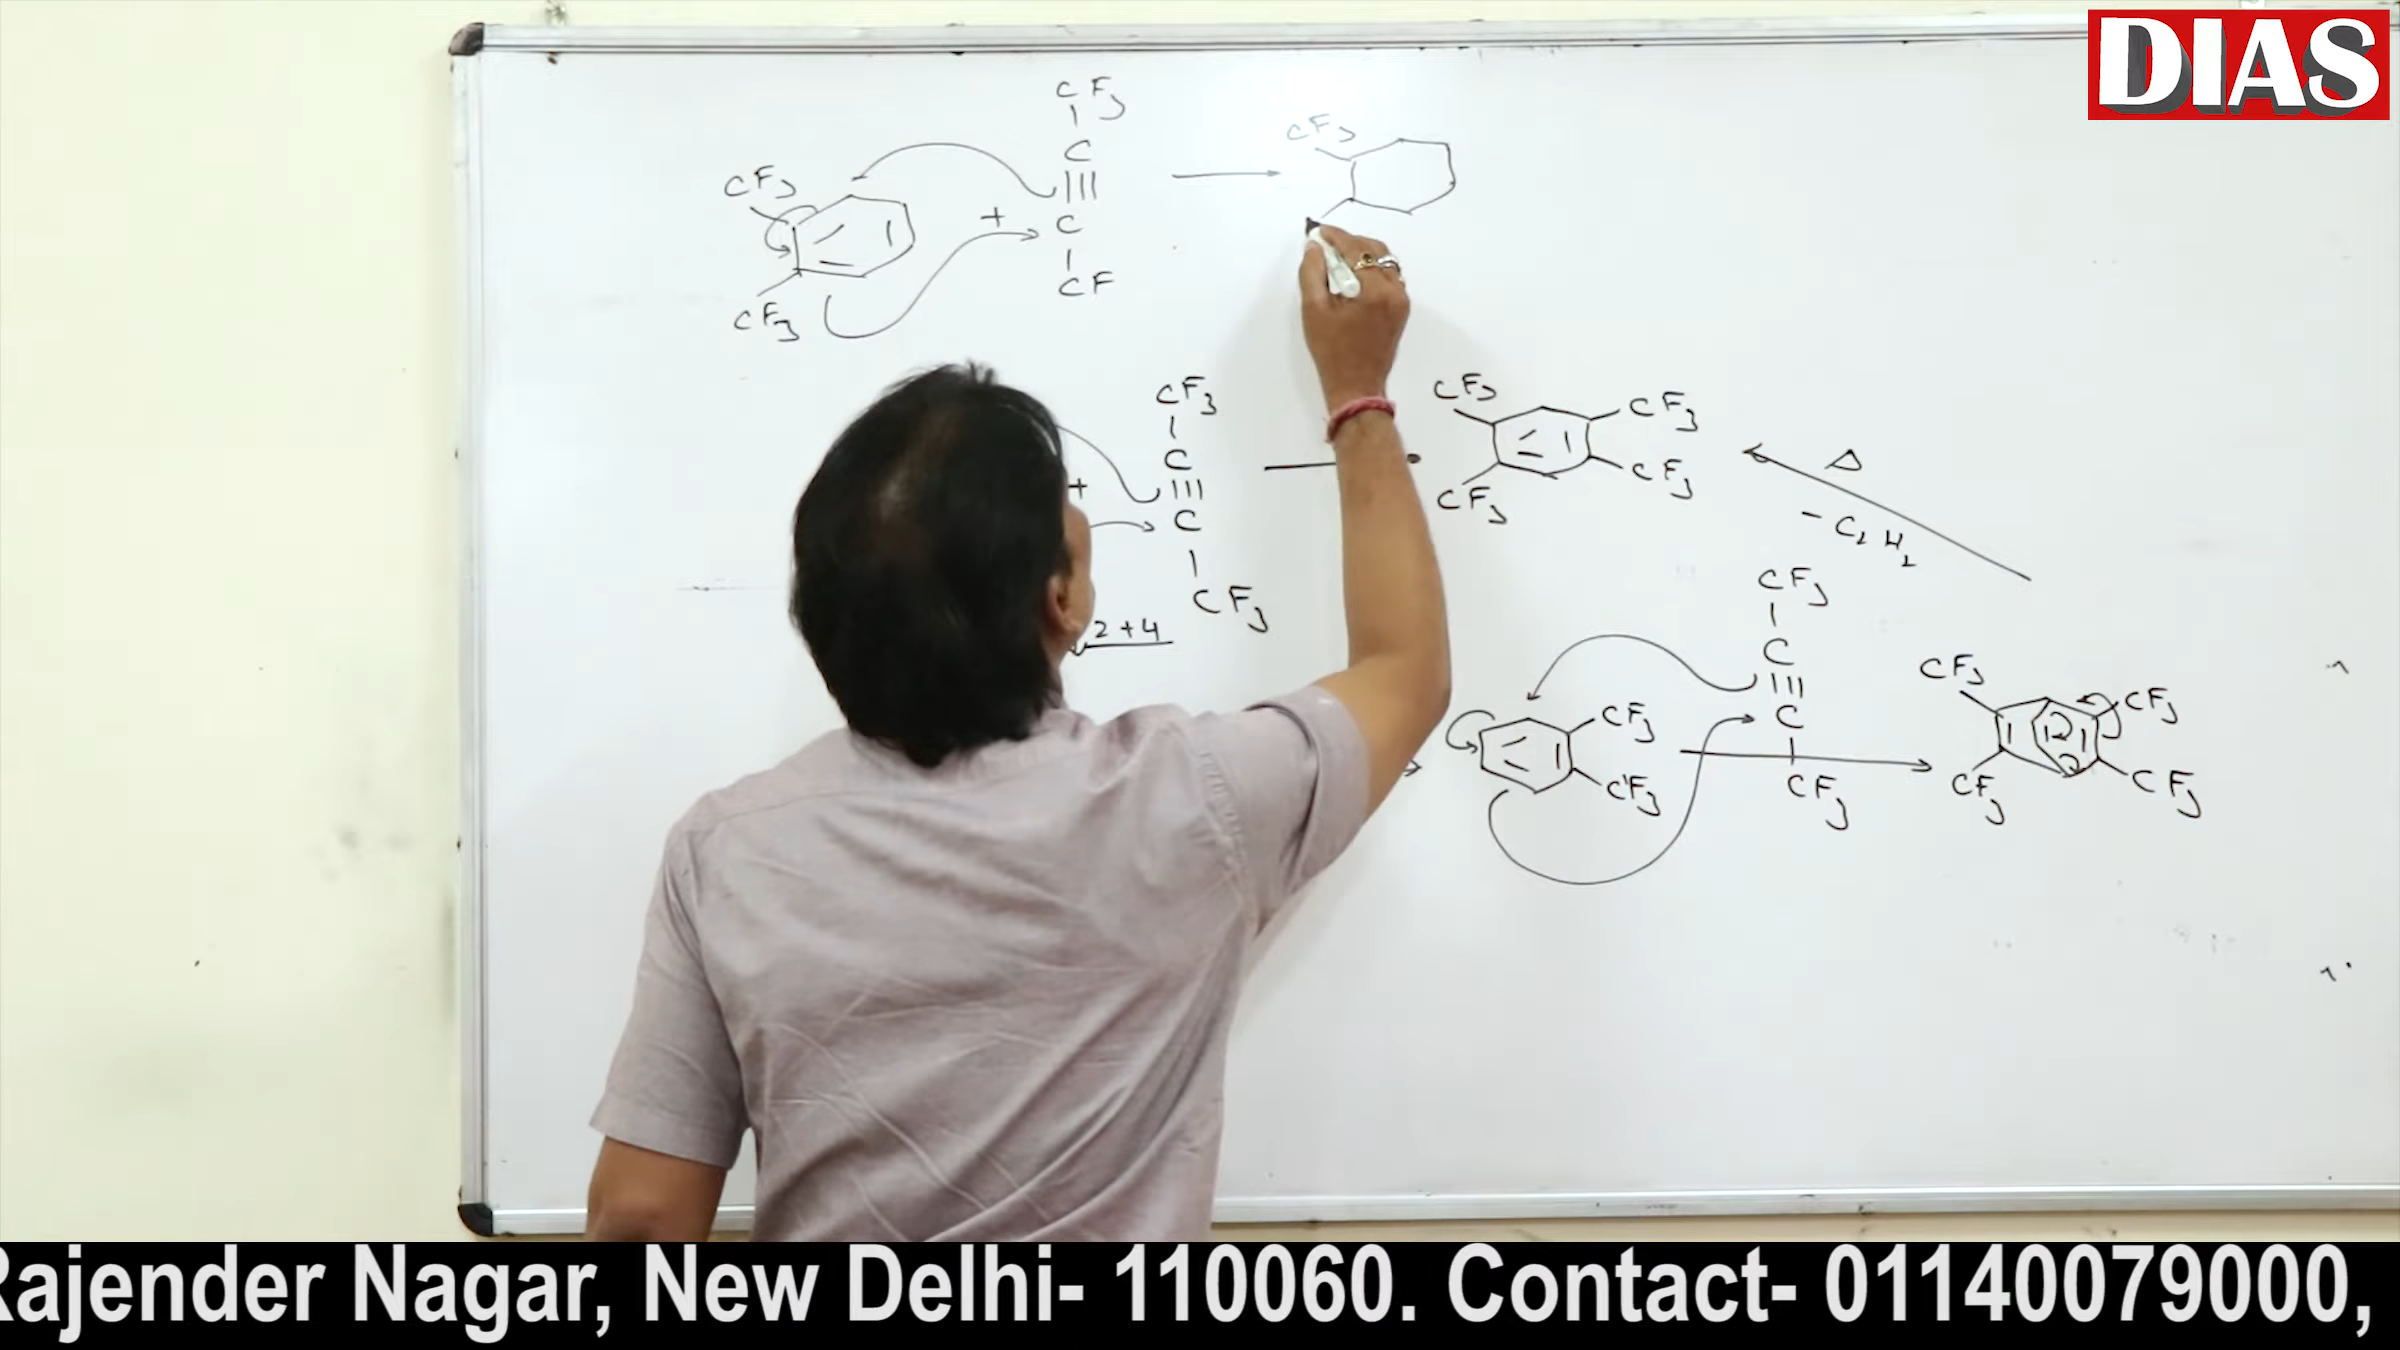 DIAS
CF3
C
|||
C
CF
CF3
CF3
+
CF3
CF3
C
|||
C
CF3
+
2+4
CF3
CF3
CF3
CF3
Δ
- C2H2
CF3
CF3
CF3
C
|||
C
CF3
CF3
CF3
CF3
CF3
Rajender Nagar, New Delhi- 110060. Contact- 01140079000,